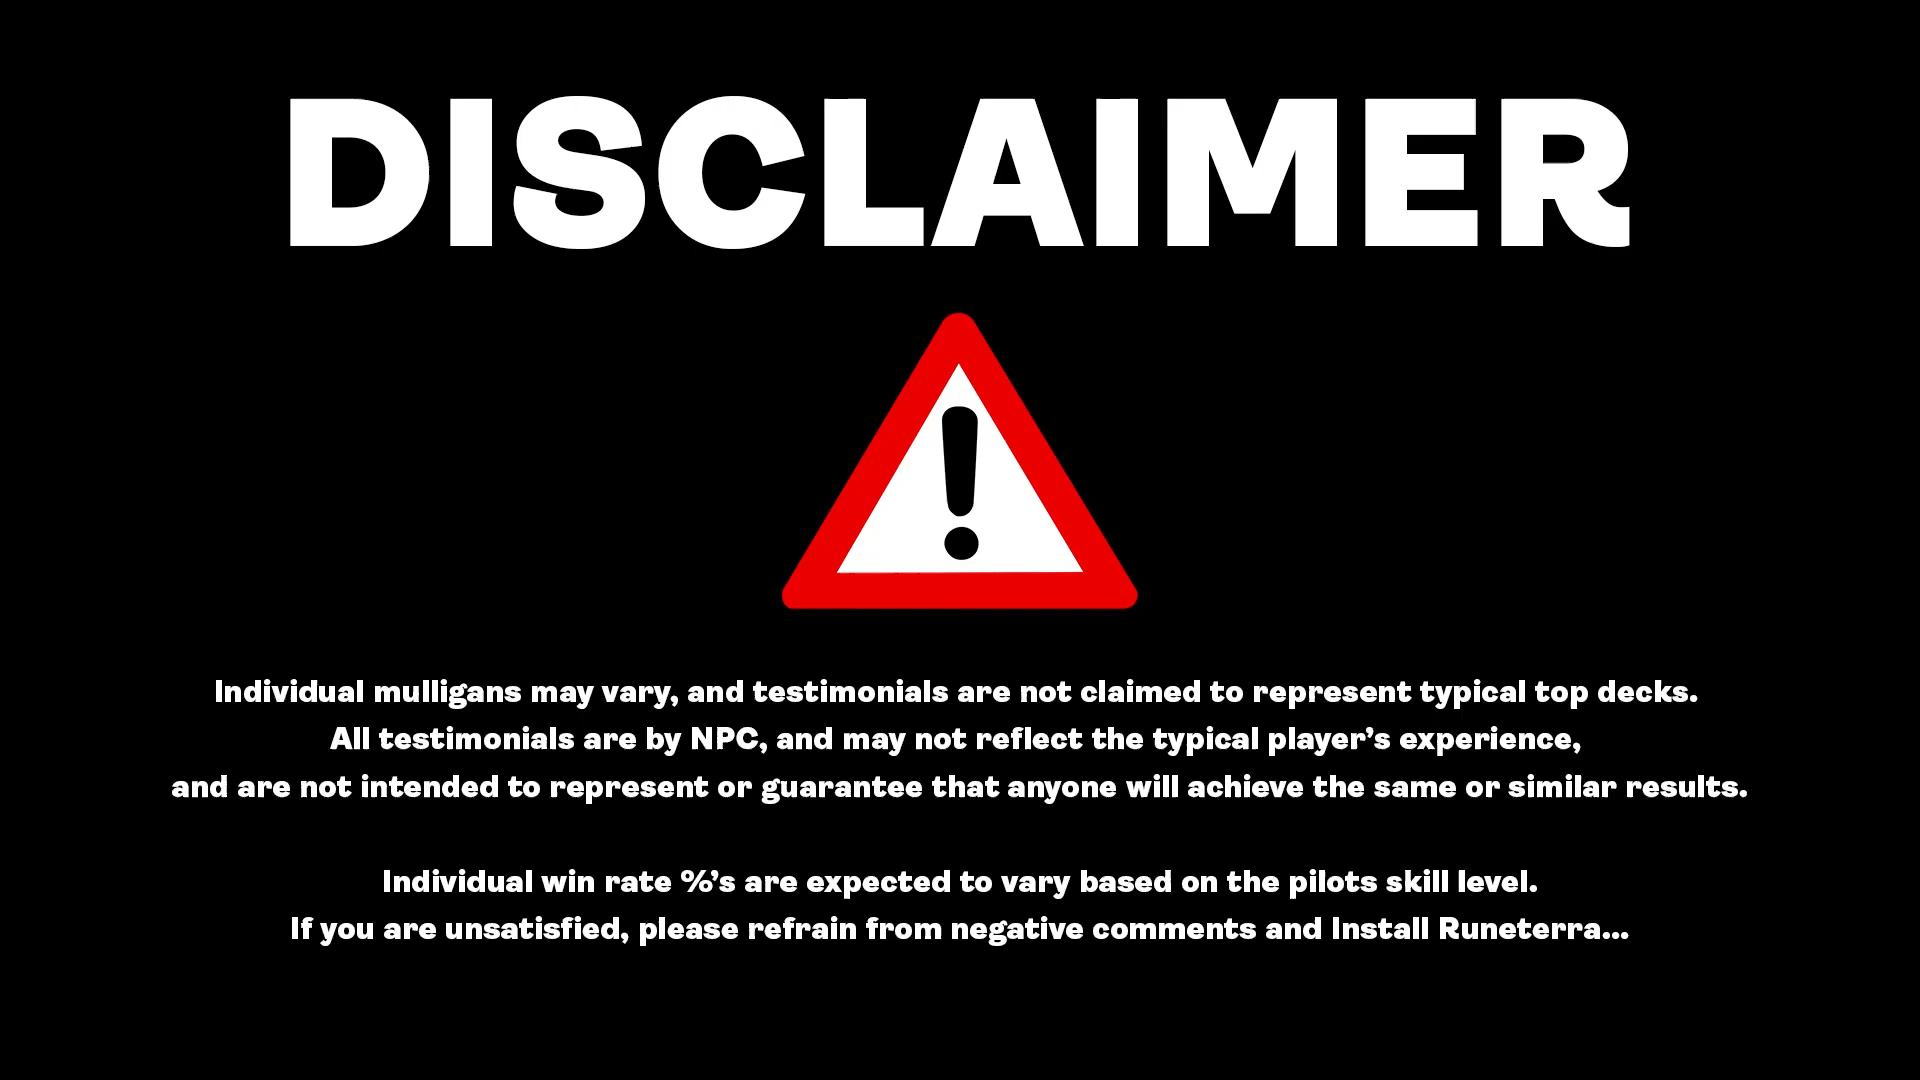 DISCLAIMER
!
Individual mulligans may vary, and testimonials are not claimed to represent typical top decks.
All testimonials are by NPC, and may not reflect the typical player’s experience,
and are not intended to represent or guarantee that anyone will achieve the same or similar results.
Individual win rate %’s are expected to vary based on the pilots skill level.
If you are unsatisfied, please refrain from negative comments and Install Runeterra...